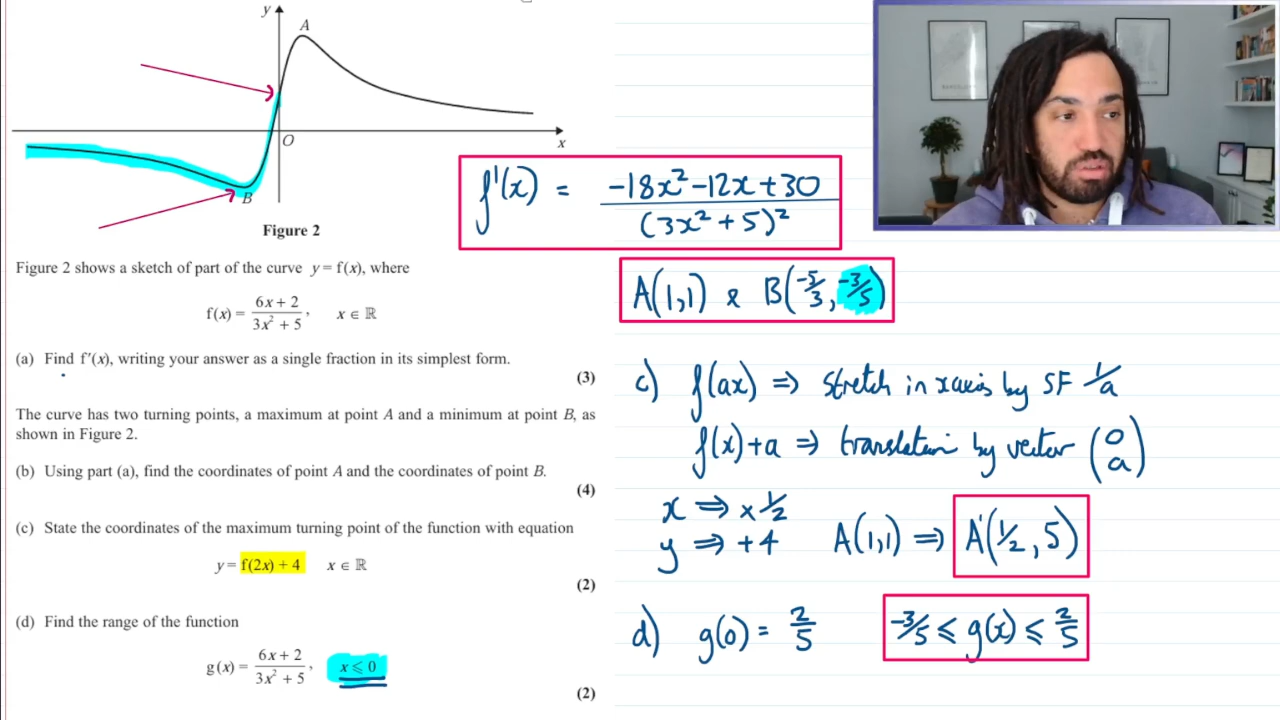 y
A
O
x
B
Figure 2
Figure 2 shows a sketch of part of the curve y = f(x), where
f(x) = (6x + 2)/(3x² + 5), x ∈ ℝ
(a) Find f′(x), writing your answer as a single fraction in its simplest form.
(3)
The curve has two turning points, a maximum at point A and a minimum at point B, as
shown in Figure 2.
(b) Using part (a), find the coordinates of point A and the coordinates of point B.
(4)
(c) State the coordinates of the maximum turning point of the function with equation
y = f(2x) + 4 x ∈ ℝ
(2)
(d) Find the range of the function
g(x) = (6x + 2)/(3x² + 5), x ⩽ 0
(2)
f'(x) = (-18x² - 12x + 30)/(3x² + 5)²
A(1,1) & B(-5/3, -3/5)
c) f(ax) ⇒ stretch in x axis by SF 1/a
f(x)+a ⇒ translation by vector (0 a)
x ⇒ × 1/2
y ⇒ + 4
A(1,1) ⇒ A'(1/2, 5)
d) g(0) = 2/5 -3/5 ⩽ g(x) ⩽ 2/5